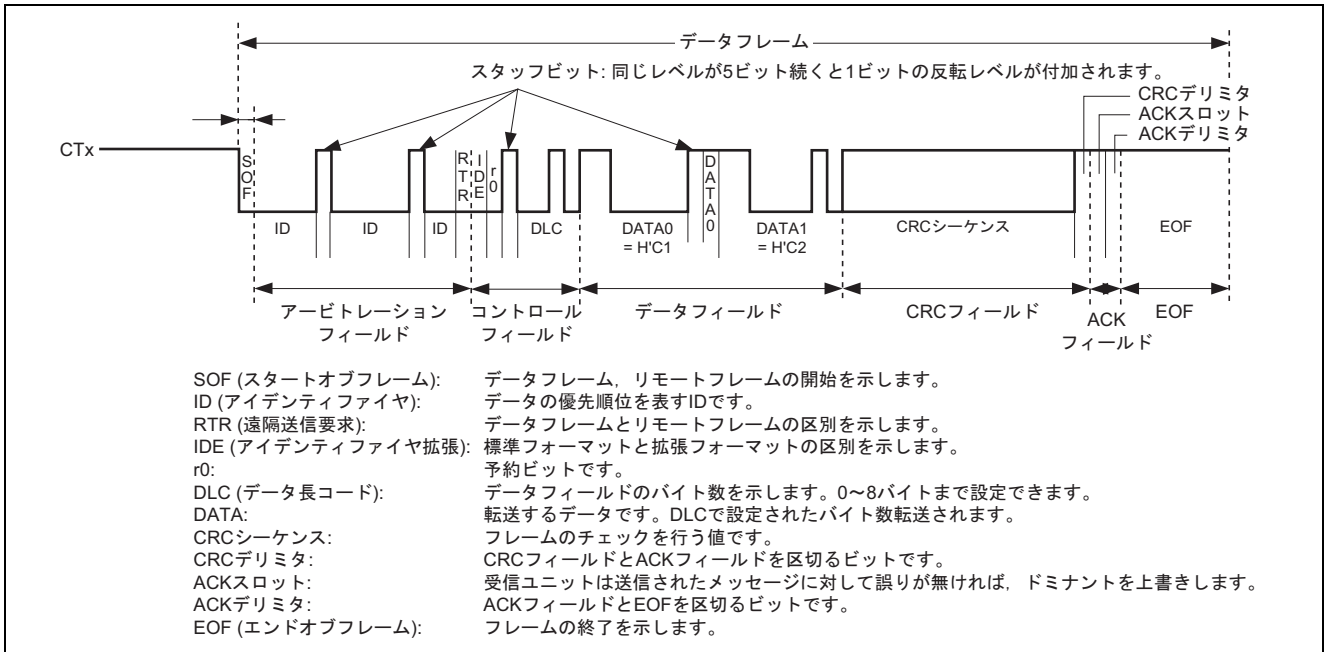 データフレーム
スタッフビット: 同じレベルが5ビット続くと1ビットの反転レベルが付加されます。
CRCデリミタ
ACKスロット
ACKデリミタ
CTx
SOF
RTR
IDE
r0
DATA0
ID
ID
ID
DLC
DATA0
= H'C1
DATA1
= H'C2
CRCシーケンス
EOF
アービトレーション
フィールド
コントロール
フィールド
データフィールド
CRCフィールド
ACK
フィールド
EOF
SOF (スタートオブフレーム): データフレーム，リモートフレームの開始を示します。
ID (アイデンティファイヤ): データの優先順位を表すIDです。
RTR (遠隔送信要求): データフレームとリモートフレームの区別を示します。
IDE (アイデンティファイヤ拡張): 標準フォーマットと拡張フォーマットの区別を示します。
r0: 予約ビットです。
DLC (データ長コード): データフィールドのバイト数を示します。0～8バイトまで設定できます。
DATA: 転送するデータです。DLCで設定されたバイト数転送されます。
CRCシーケンス: フレームのチェックを行う値です。
CRCデリミタ: CRCフィールドとACKフィールドを区切るビットです。
ACKスロット: 受信ユニットは送信されたメッセージに対して誤りが無ければ，ドミナントを上書きします。
ACKデリミタ: ACKフィールドとEOFを区切るビットです。
EOF (エンドオブフレーム): フレームの終了を示します。